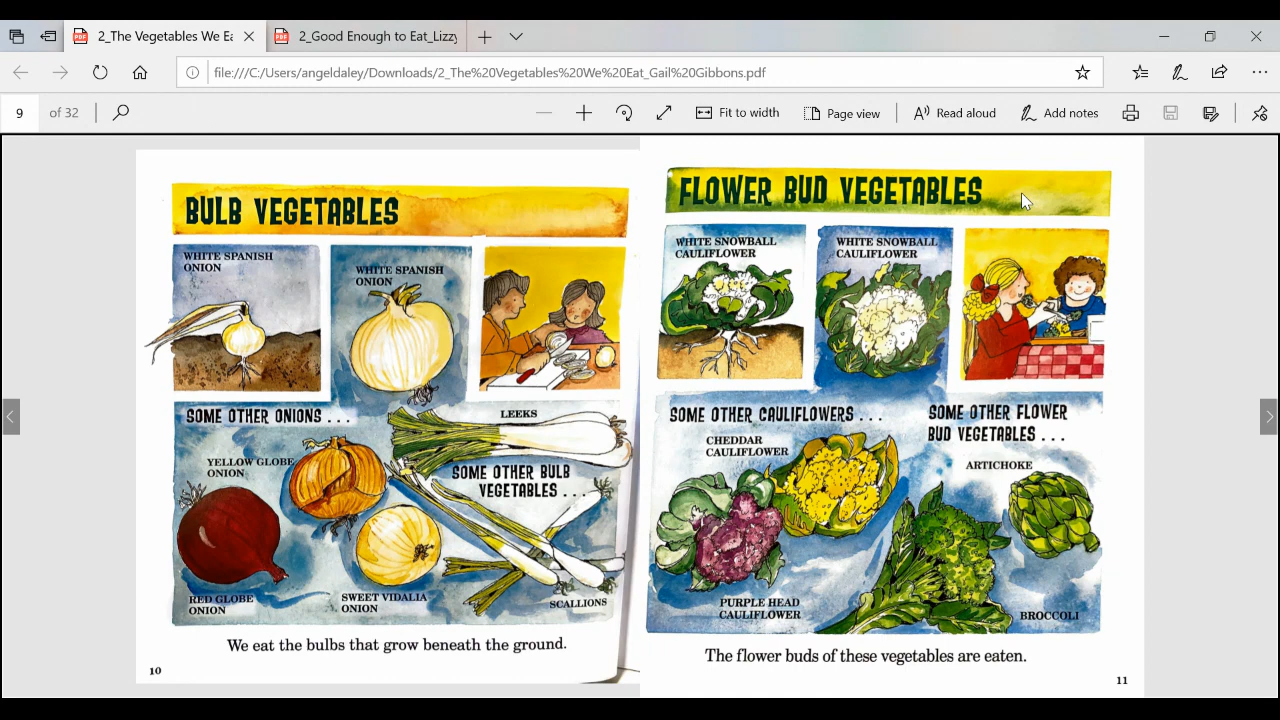 2_The Vegetables We Ea
2_Good Enough to Eat_Lizzy
file:///C:/Users/angeldaley/Downloads/2_The%20Vegetables%20We%20Eat_Gail%20Gibbons.pdf
9 of 32
Fit to width
Page view
Read aloud
Add notes
BULB VEGETABLES
WHITE SPANISH
ONION
WHITE SPANISH
ONION
SOME OTHER ONIONS . . .
LEEKS
YELLOW GLOBE
ONION
SOME OTHER BULB
VEGETABLES . . .
RED GLOBE
ONION
SWEET VIDALIA
ONION
SCALLIONS
We eat the bulbs that grow beneath the ground.
10
FLOWER BUD VEGETABLES
WHITE SNOWBALL
CAULIFLOWER
WHITE SNOWBALL
CAULIFLOWER
SOME OTHER CAULIFLOWERS . . .
CHEDDAR
CAULIFLOWER
SOME OTHER FLOWER
BUD VEGETABLES . . .
ARTICHOKE
PURPLE HEAD
CAULIFLOWER
BROCCOLI
The flower buds of these vegetables are eaten.
11